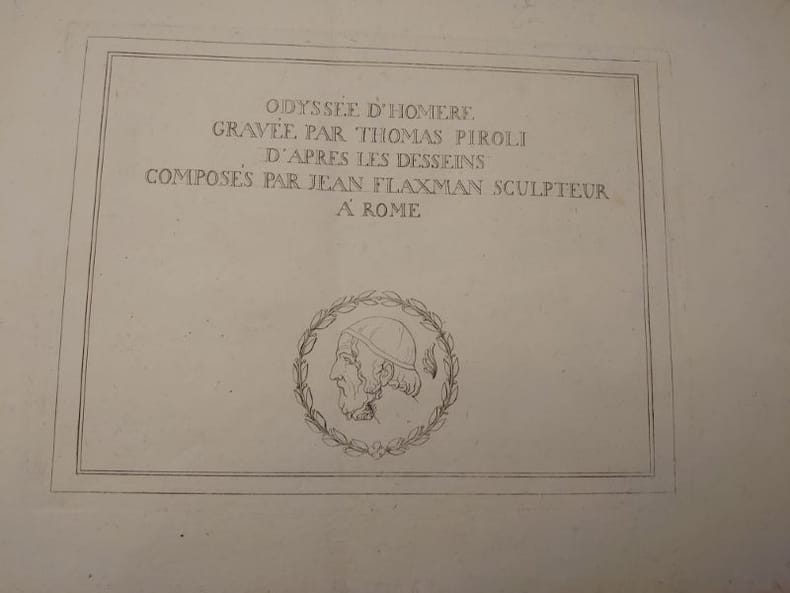 ODYSSÉE D'HOMERE
GRAVÉE PAR THOMAS PIROLI
D'APRES LES DESSEINS
COMPOSÉS PAR JEAN FLAXMAN SCULPTEUR
Á ROME